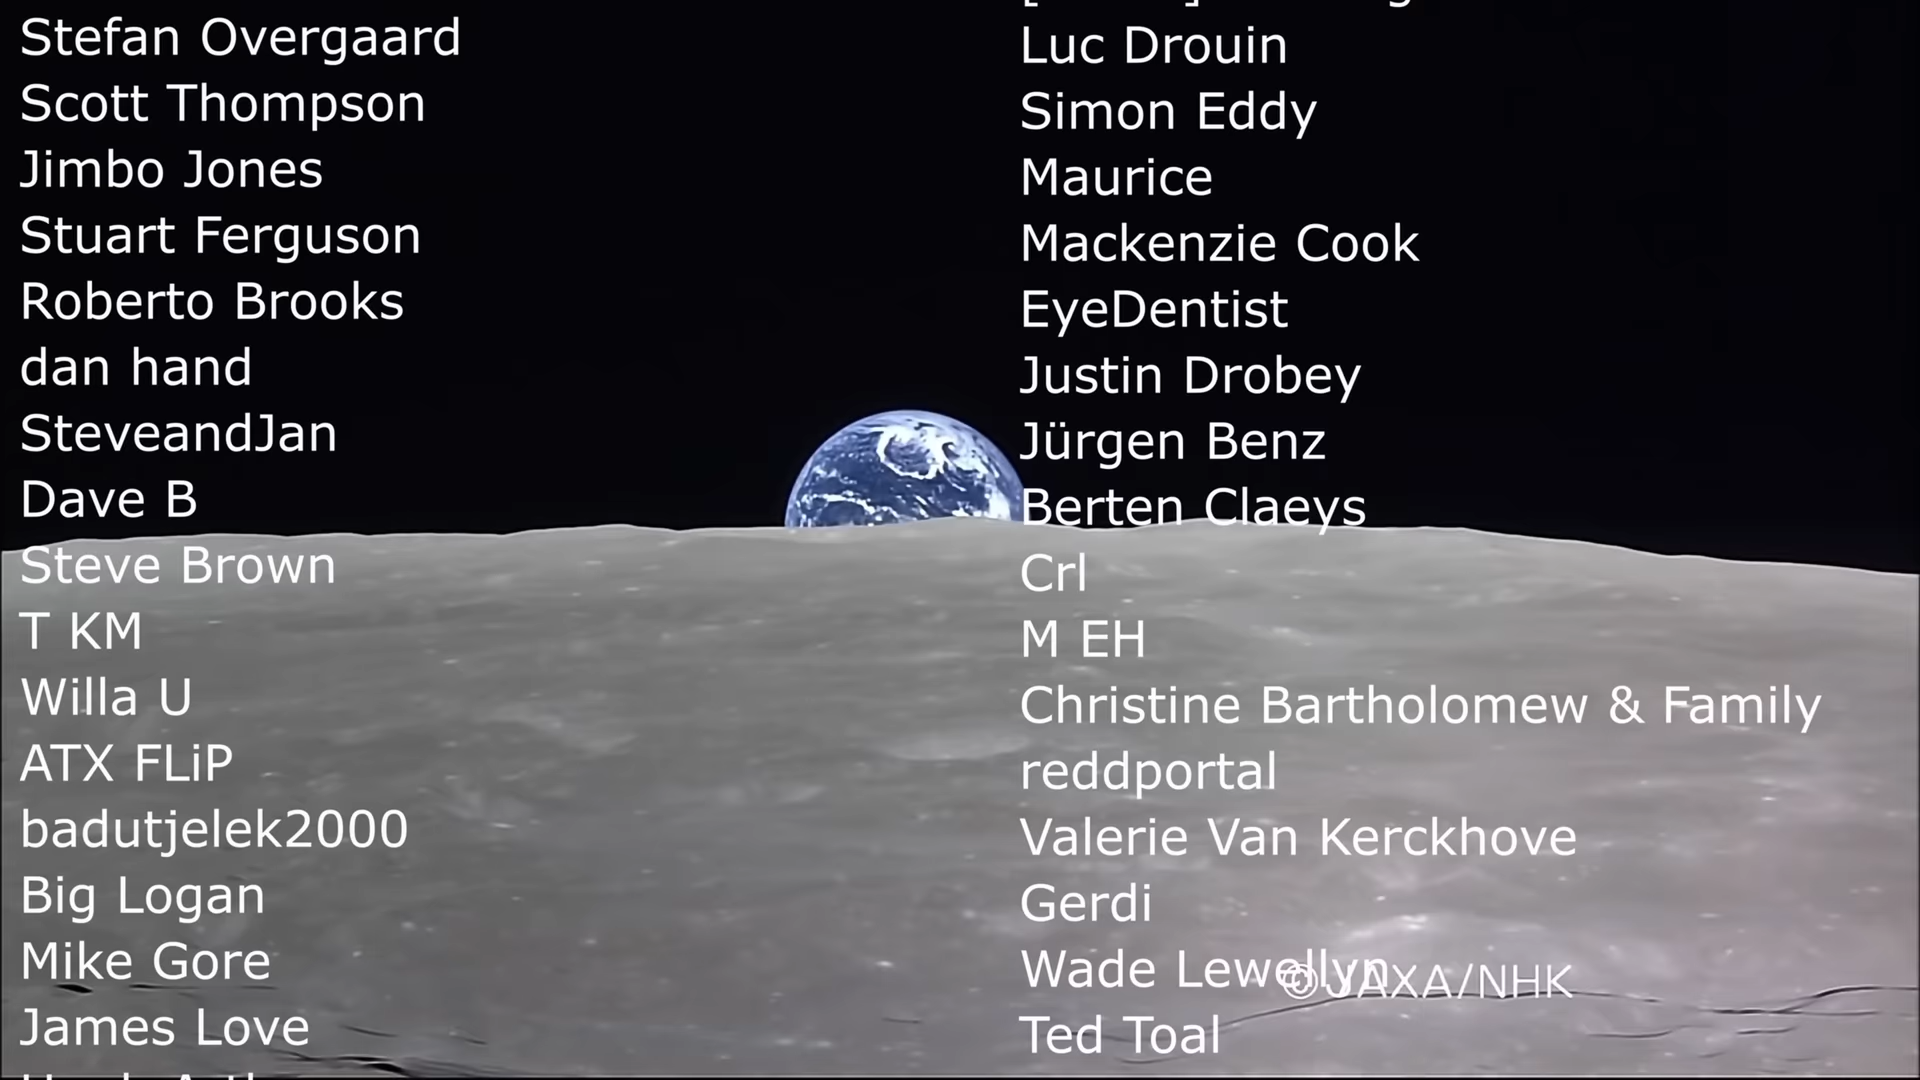 Stefan Overgaard
Scott Thompson
Jimbo Jones
Stuart Ferguson
Roberto Brooks
dan hand
SteveandJan
Dave B
Steve Brown
T KM
Willa U
ATX FLiP
badutjelek2000
Big Logan
Mike Gore
James Love
Luc Drouin
Simon Eddy
Maurice
Mackenzie Cook
EyeDentist
Justin Drobey
Jürgen Benz
Berten Claeys
Crl
M EH
Christine Bartholomew & Family
reddportal
Valerie Van Kerckhove
Gerdi
Wade Lewellyn
©JAXA/NHK
Ted Toal